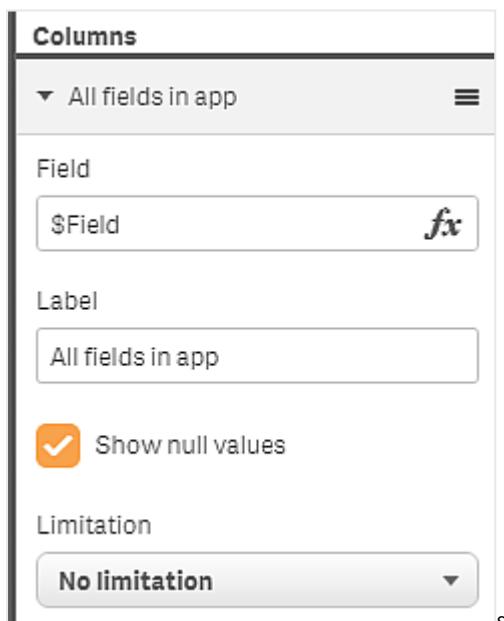 Columns
All fields in app
Field
$Field fx
Label
All fields in app
Show null values
Limitation
No limitation